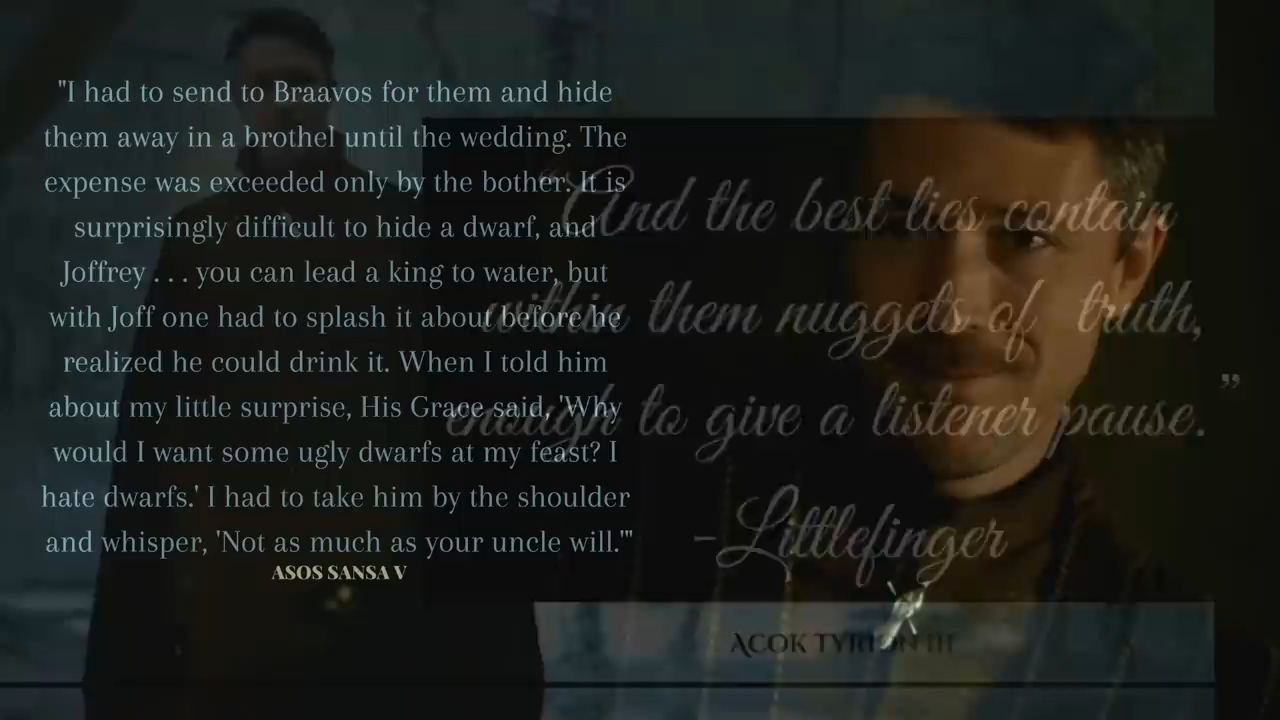 "I had to send to Braavos for them and hide
them away in a brothel until the wedding. The
expense was exceeded only by the bother. It is
surprisingly difficult to hide a dwarf, and
Joffrey . . . you can lead a king to water, but
with Joff one had to splash it about before he
realized he could drink it. When I told him
about my little surprise, His Grace said, 'Why
would I want some ugly dwarfs at my feast? I
hate dwarfs.' I had to take him by the shoulder
and whisper, 'Not as much as your uncle will.'"
ASOS SANSA V
“And the best lies contain
within them nuggets of truth,
enough to give a listener pause.”
-Littlefinger
ACOK TYRION III